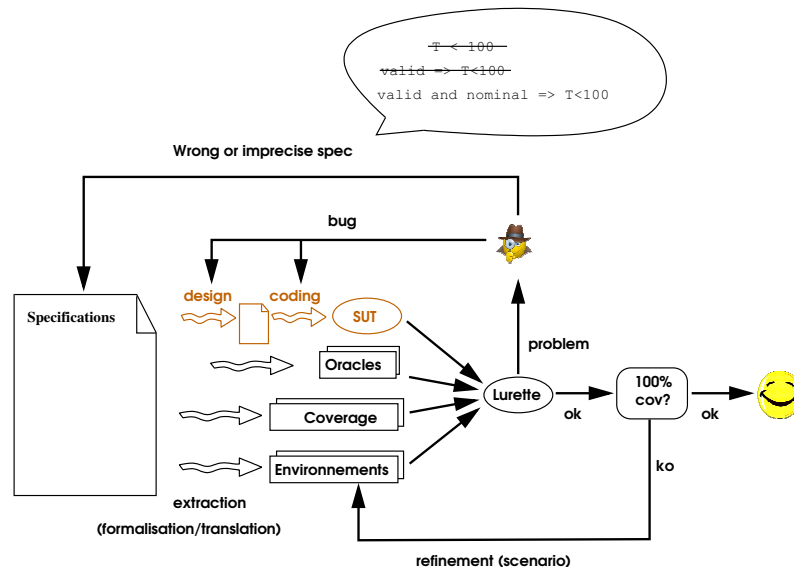 T < 100
valid => T<100
valid and nominal => T<100
Wrong or imprecise spec
bug
design
coding
Specifications
SUT
problem
Oracles
Lurette
100%
cov?
ok
ok
Coverage
ko
Environnements
extraction
(formalisation/translation)
refinement (scenario)